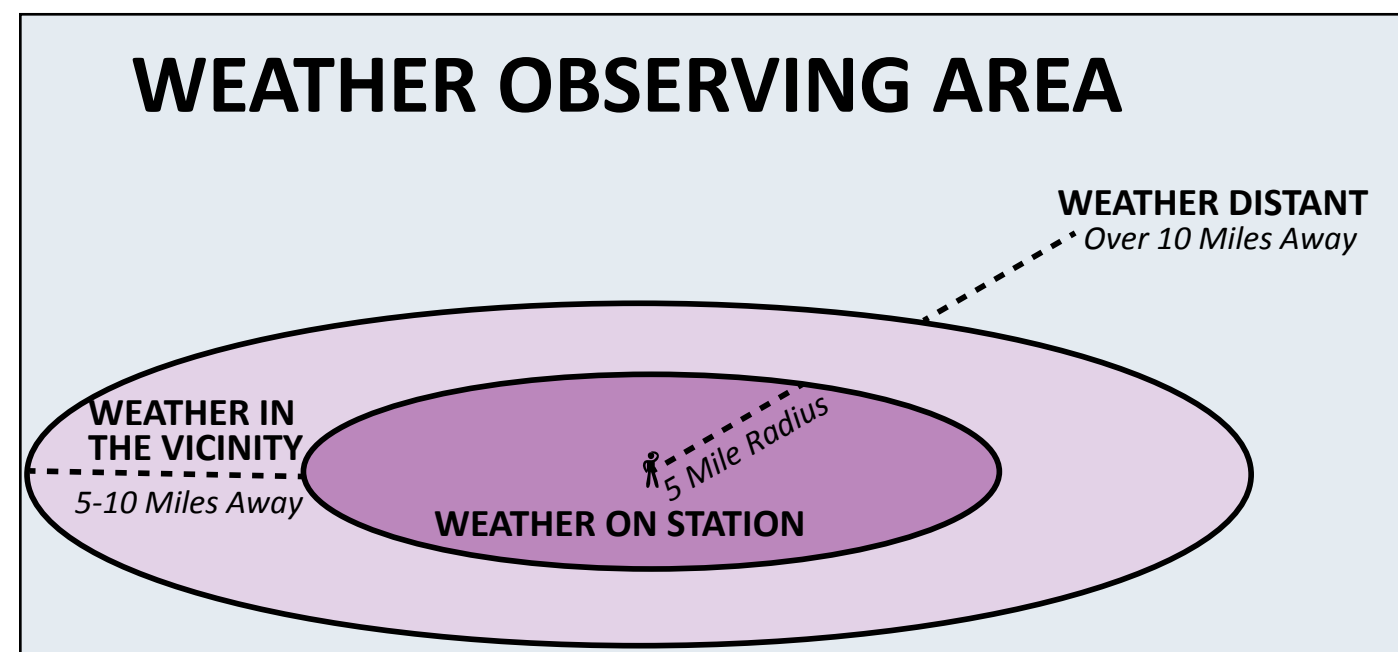 WEATHER OBSERVING AREA
WEATHER DISTANT
Over 10 Miles Away
WEATHER IN
THE VICINITY
5-10 Miles Away
5 Mile Radius
WEATHER ON STATION